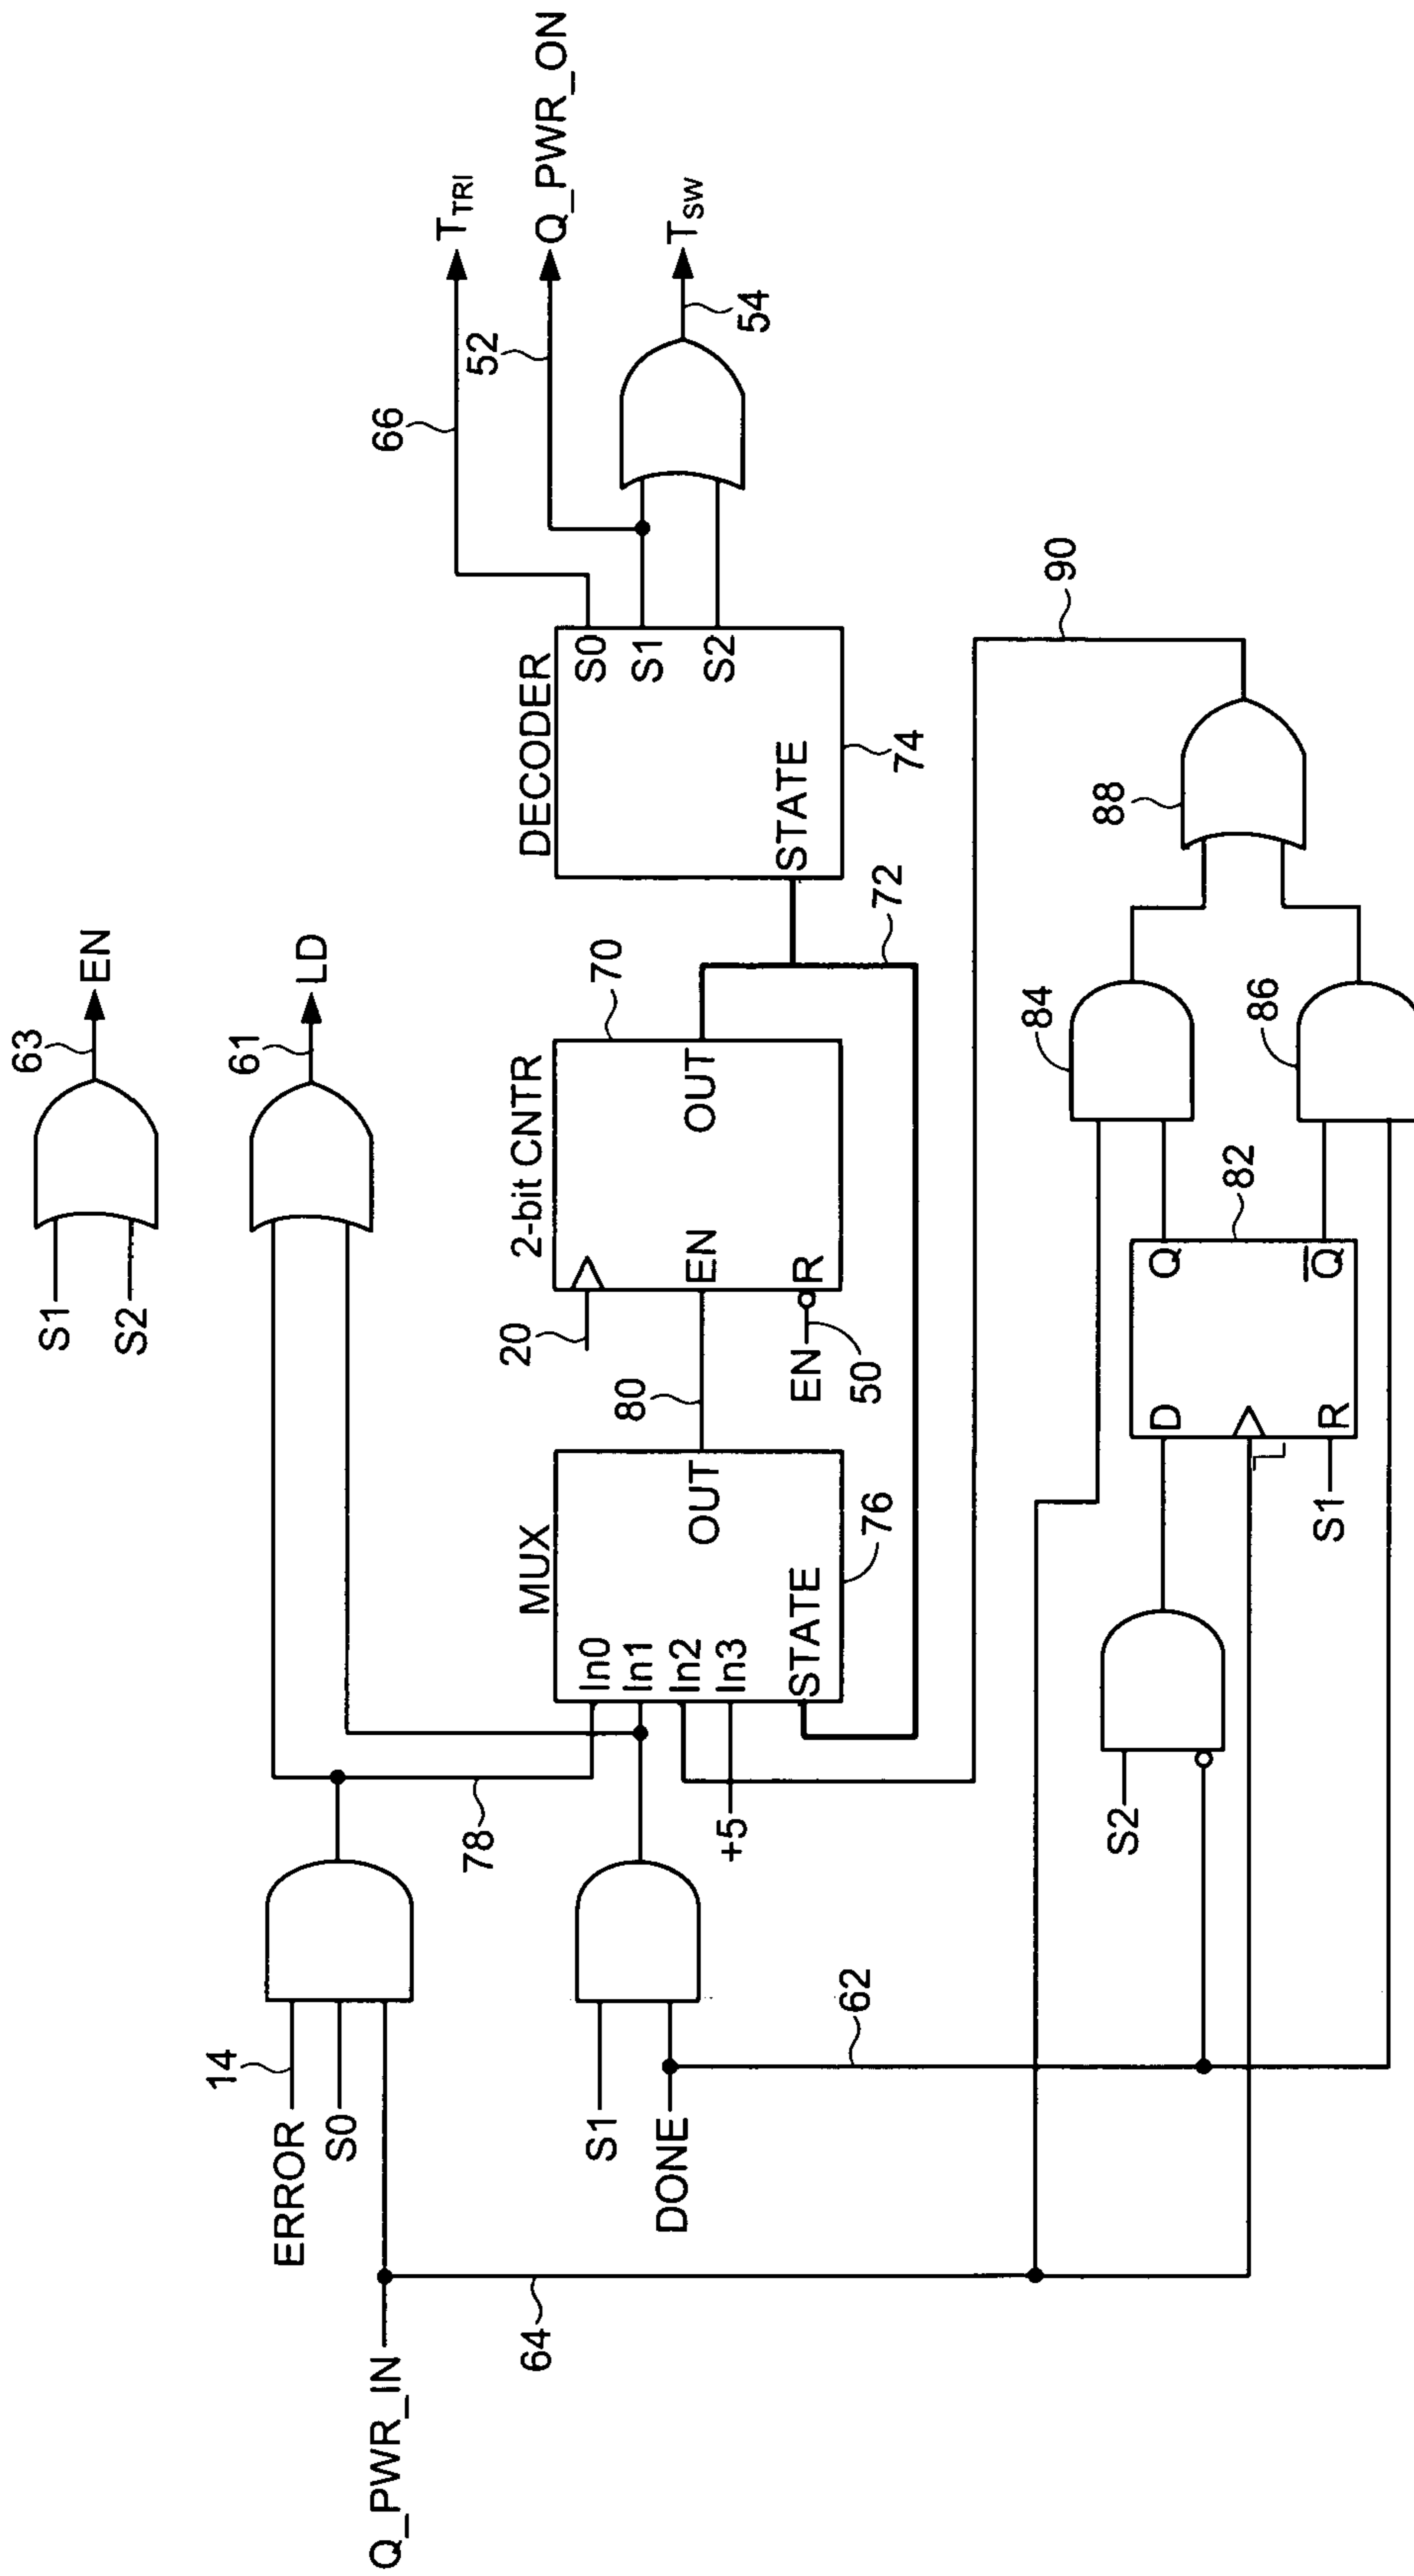 S1
S2
63
EN
61
LD
14
ERROR
S0
Q_PWR_IN
64
78
S1
DONE
62
+5
MUX
In0
In1
In2
In3
OUT
STATE
76
80
20
2-bit CNTR
EN
R
OUT
EN
50
70
72
DECODER
S0
S1
S2
STATE
74
66
T_TRI
52
Q_PWR_ON
T_SW
54
S2
D
Q
Q̅
R
S1
82
84
86
88
90